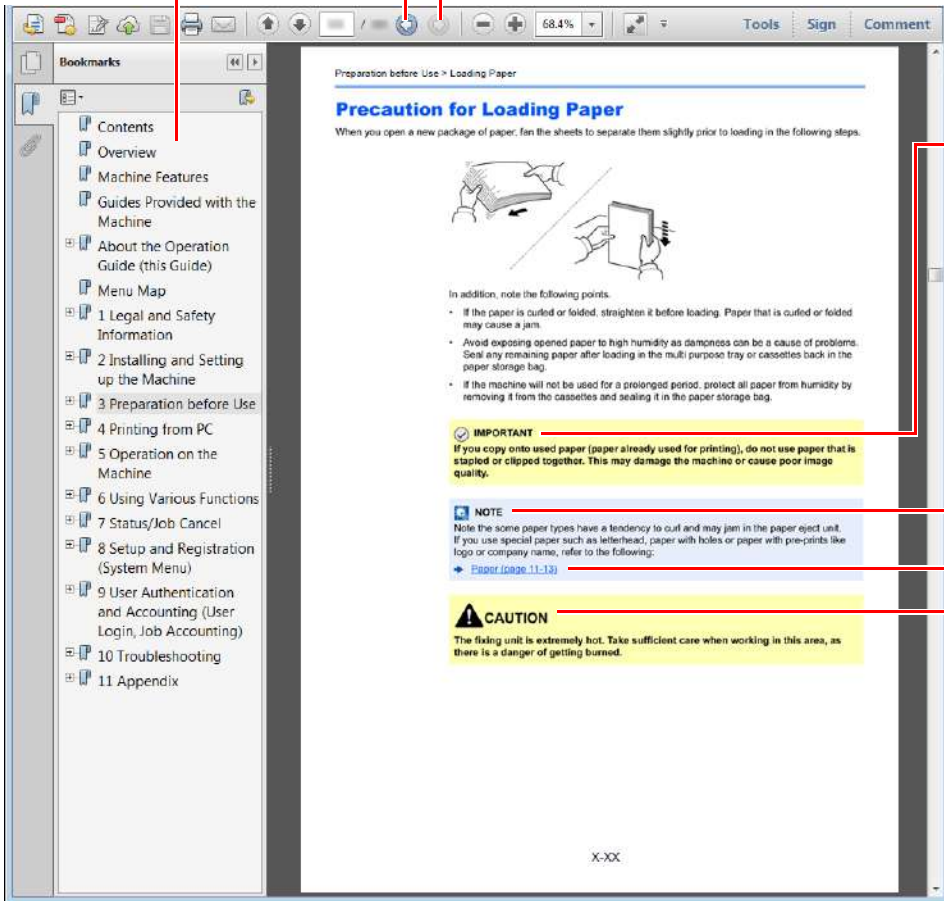 68.4%
Tools
Sign
Comment
Bookmarks
Contents
Overview
Machine Features
Guides Provided with the
Machine
About the Operation
Guide (this Guide)
Menu Map
1 Legal and Safety
Information
2 Installing and Setting
up the Machine
3 Preparation before Use
4 Printing from PC
5 Operation on the
Machine
6 Using Various Functions
7 Status/Job Cancel
8 Setup and Registration
(System Menu)
9 User Authentication
and Accounting (User
Login, Job Accounting)
10 Troubleshooting
11 Appendix
Preparation before Use > Loading Paper
Precaution for Loading Paper
When you open a new package of paper, fan the sheets to separate them slightly prior to loading in the following steps.
In addition, note the following points.
• If the paper is curled or folded, straighten it before loading. Paper that is curled or folded
may cause a jam.
• Avoid exposing opened paper to high humidity as dampness can be a cause of problems.
Seal any remaining paper after loading in the multi purpose tray or cassettes back in the
paper storage bag.
• If the machine will not be used for a prolonged period, protect all paper from humidity by
removing it from the cassettes and sealing it in the paper storage bag.
IMPORTANT
If you copy onto used paper (paper already used for printing), do not use paper that is
stapled or clipped together. This may damage the machine or cause poor image
quality.
NOTE
Note the some paper types have a tendency to curl and may jam in the paper eject unit.
If you use special paper such as letterhead, paper with holes or paper with pre-prints like
logo or company name, refer to the following:
Paper (page 11-13)
CAUTION
The fixing unit is extremely hot. Take sufficient care when working in this area, as
there is a danger of getting burned.
X-XX